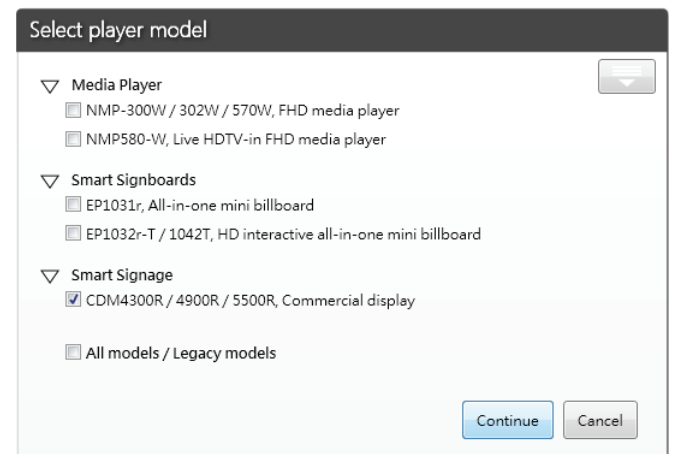 Select player model
Media Player
NMP-300W / 302W / 570W, FHD media player
NMP580-W, Live HDTV-in FHD media player
Smart Signboards
EP1031r, All-in-one mini billboard
EP1032r-T / 1042T, HD interactive all-in-one mini billboard
Smart Signage
CDM4300R / 4900R / 5500R, Commercial display
All models / Legacy models
Continue Cancel